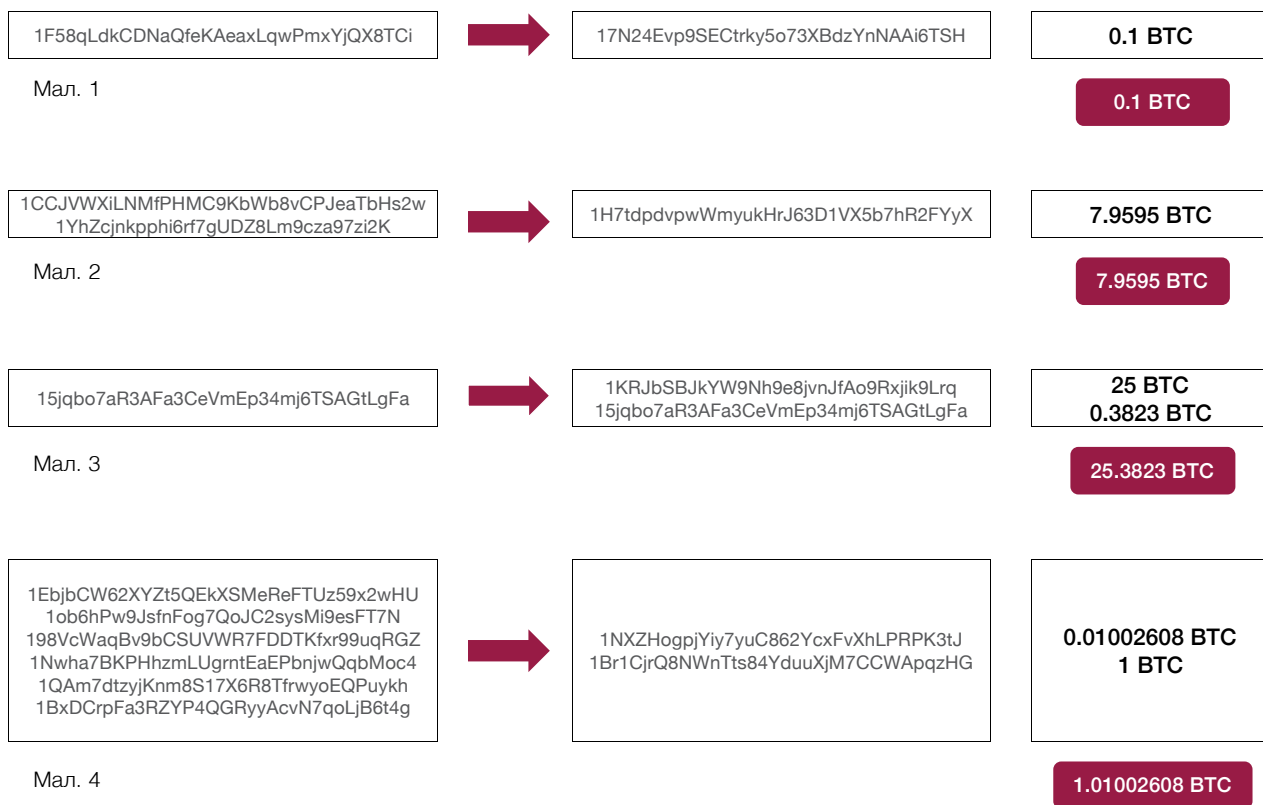 1F58qLdkCDNaQfeKAeaxLqwPmxYjQX8TCi
17N24Evp9SECtrky5o73XBdzYnNAAi6TSH
0.1 BTC
Мал. 1
0.1 BTC
1CCJVWXiLNMfPHMC9KbWb8vCPJeaTbHs2w
1YhZcjnkpphi6rf7gUDZ8Lm9cza97zi2K
1H7tdpdvpwWmyukHrJ63D1VX5b7hR2FYyX
7.9595 BTC
Мал. 2
7.9595 BTC
15jqbo7aR3AFa3CeVmEp34mj6TSAGtLgFa
1KRJbSBJkYW9Nh9e8jvnJfAo9Rxjik9Lrq
15jqbo7aR3AFa3CeVmEp34mj6TSAGtLgFa
25 BTC
0.3823 BTC
Мал. 3
25.3823 BTC
1EbjbCW62XYZt5QEkXSMeReFTUz59x2wHU
1ob6hPw9JsfnFog7QoJC2sysMi9esFT7N
198VcWaqBv9bCSUVWR7FDDTKfxr99uqRGZ
1Nwha7BKPHhzmLUgrntEaEPbnjwQqbMoc4
1QAm7dtzyjKnm8S17X6R8TfrwyoEQPuykh
1BxDCrpFa3RZYP4QGRyyAcvN7qoLjB6t4g
1NXZHogpjYiy7yuC862YcxFvXhLPRPK3tJ
1Br1CjrQ8NWnTts84YduuXjM7CCWApqzHG
0.01002608 BTC
1 BTC
Мал. 4
1.01002608 BTC